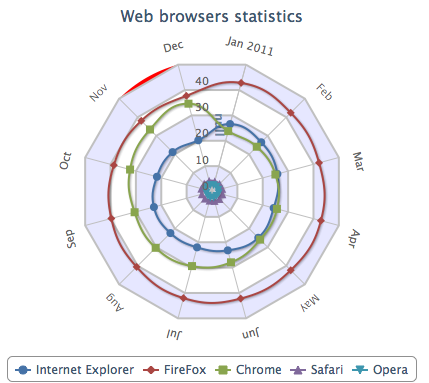 Web browsers statistics
Dec
Jan 2011
Nov
Feb
40
30
20
Oct
10
Mar
0
Sep
Apr
Aug
May
Jul
Jun
Internet Explorer FireFox Chrome Safari Opera